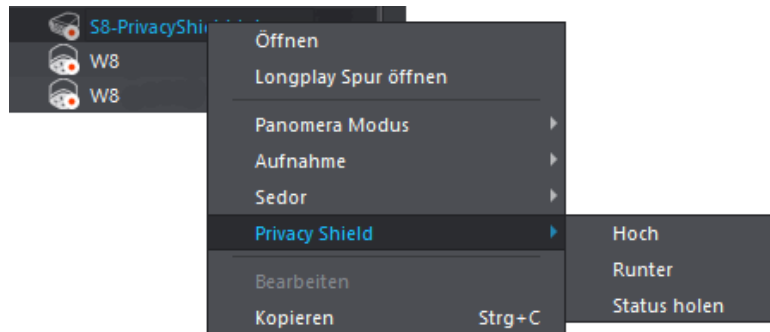 S8-PrivacyShi
W8
W8
Öffnen
Longplay Spur öffnen
Panomera Modus
Aufnahme
Sedor
Privacy Shield
Bearbeiten
Kopieren Strg+C
Hoch
Runter
Status holen